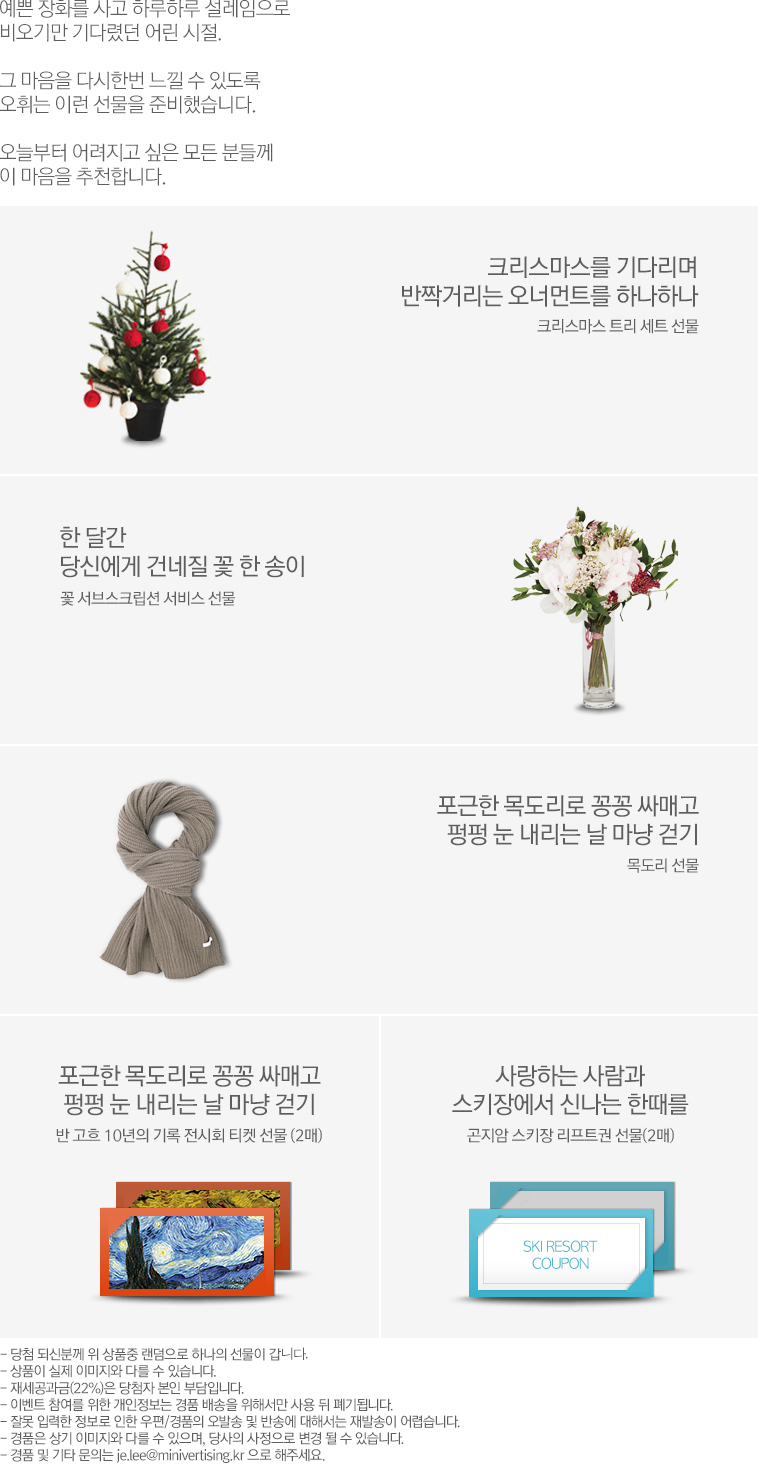 예쁜 장화를 사고 하루하루 설레임으로
비오기만 기다렸던 어린 시절.
그 마음을 다시한번 느낄 수 있도록
오휘는 이런 선물을 준비했습니다.
오늘부터 어려지고 싶은 모든 분들께
이 마음을 추천합니다.
크리스마스를 기다리며
반짝거리는 오너먼트를 하나하나
크리스마스 트리 세트 선물
한 달간
당신에게 건네질 꽃 한 송이
꽃 서브스크립션 서비스 선물
포근한 목도리로 꽁꽁 싸매고
펑펑 눈 내리는 날 마냥 걷기
목도리 선물
포근한 목도리로 꽁꽁 싸매고
펑펑 눈 내리는 날 마냥 걷기
반 고흐 10년의 기록 전시회 티켓 선물 (2매)
사랑하는 사람과
스키장에서 신나는 한때를
곤지암 스키장 리프트권 선물(2매)
SKI RESORT
COUPON
- 당첨 되신분께 위 상품중 랜덤으로 하나의 선물이 갑니다.
- 상품이 실제 이미지와 다를 수 있습니다.
- 재세공과금(22%)은 당첨자 본인 부담입니다.
- 이벤트 참여를 위한 개인정보는 경품 배송을 위해서만 사용 뒤 폐기됩니다.
- 잘못 입력한 정보로 인한 우편/경품의 오발송 및 반송에 대해서는 재발송이 어렵습니다.
- 경품은 상기 이미지와 다를 수 있으며, 당사의 사정으로 변경 될 수 있습니다.
- 경품 및 기타 문의는 je.lee@minivertising.kr 으로 해주세요.